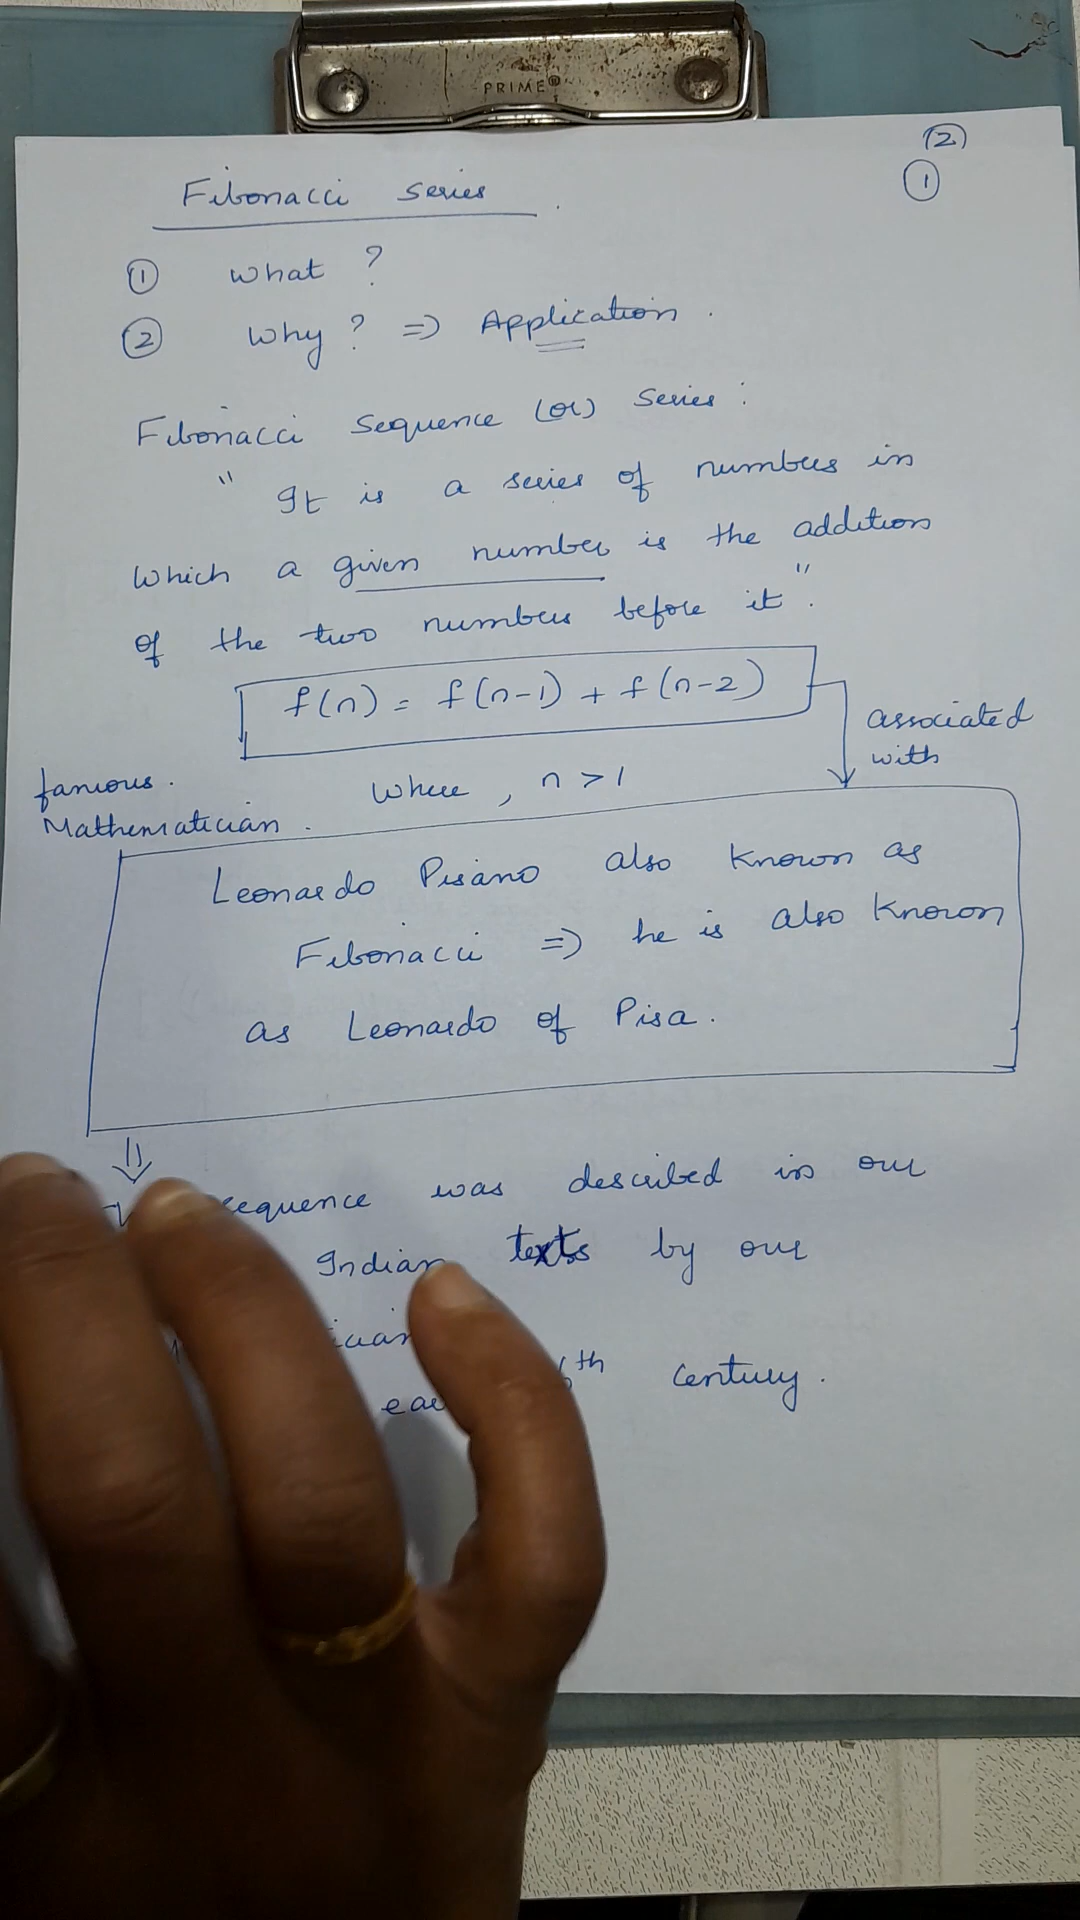 PRIME®
(2)
1
Fibonacci series
1 What ?
2 Why ? => Application.
Fibonacci Sequence (or) Series :
" It is a series of numbers in
which a given number is the addition
of the two numbers before it".
f(n) = f(n-1) + f(n-2)
associated
with
where, n > 1
famous.
Mathematician.
Leonardo Pisano also known as
Fibonacci => he is also known
as Leonardo of Pisa.
sequence was described in our
Indian texts by our
6th century.